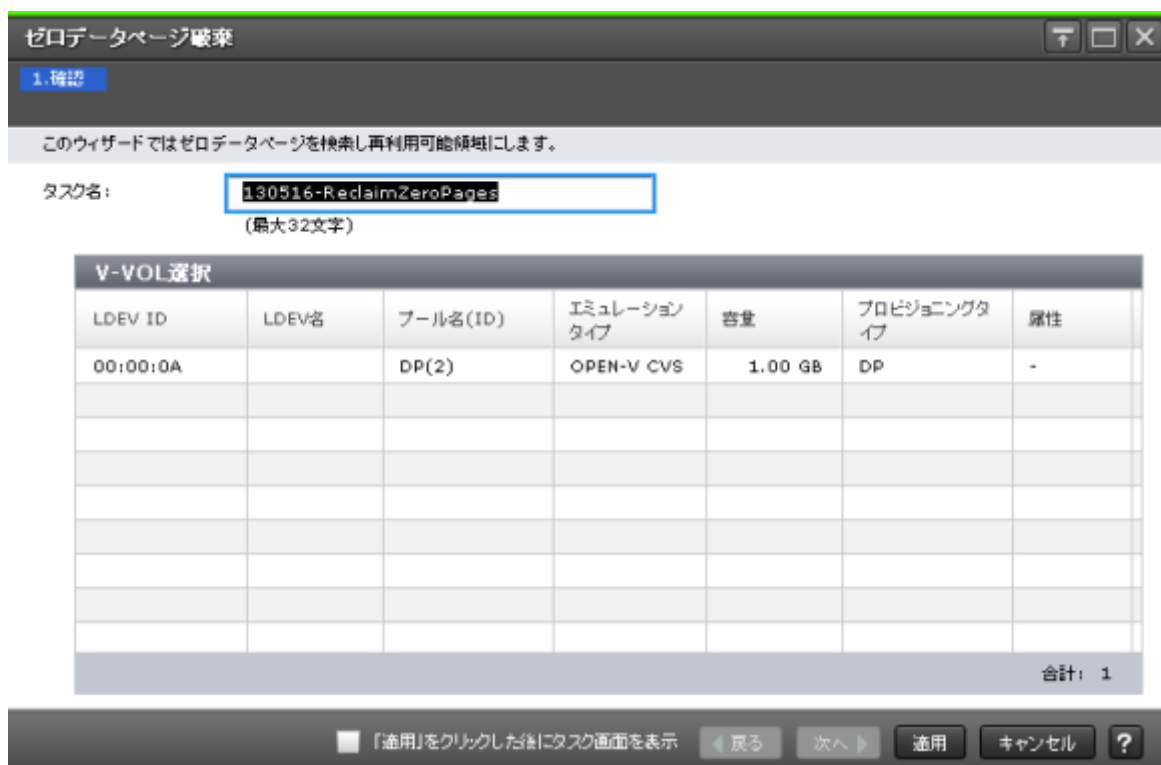 ゼロデータページ破棄
1.確認
このウィザードではゼロデータページを検索し再利用可能領域にします。
タスク名: 130516-ReclaimZeroPages
(最大32文字)
V-VOL選択
LDEV ID LDEV名 プール名(ID) エミュレーションタイプ 容量 プロビジョニングタイプ 属性
00:00:0A DP(2) OPEN-V CVS 1.00 GB DP -
合計: 1
「適用」をクリックした後にタスク画面を表示 戻る 次へ 適用 キャンセル ?